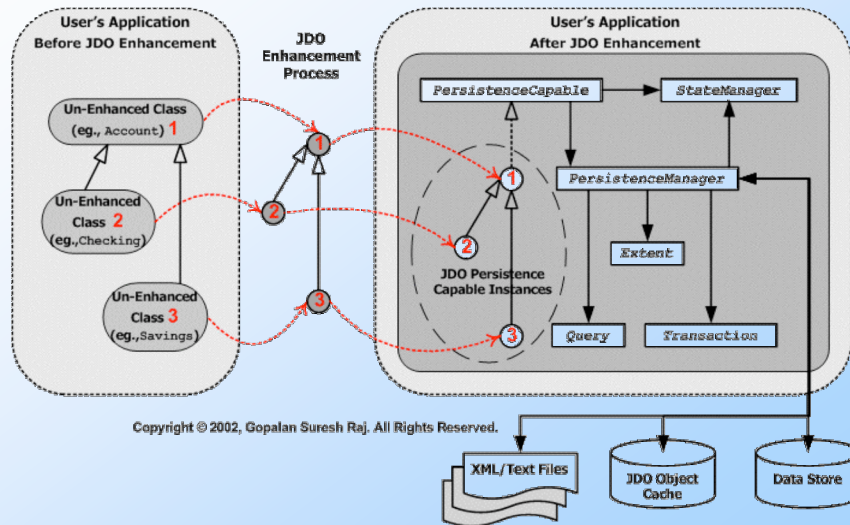 User's Application
Before JDO Enhancement
Un-Enhanced Class
(eg., Account) 1
Un-Enhanced
Class 2
(eg.,Checking)
Un-Enhanced
Class 3
(eg.,Savings)
JDO
Enhancement
Process
1
2
3
User's Application
After JDO Enhancement
PersistenceCapable
StateManager
1
PersistenceManager
2
Extent
JDO Persistence
Capable Instances
3
Query
Transaction
Copyright © 2002, Gopalan Suresh Raj. All Rights Reserved.
XML/Text Files
JDO Object
Cache
Data Store